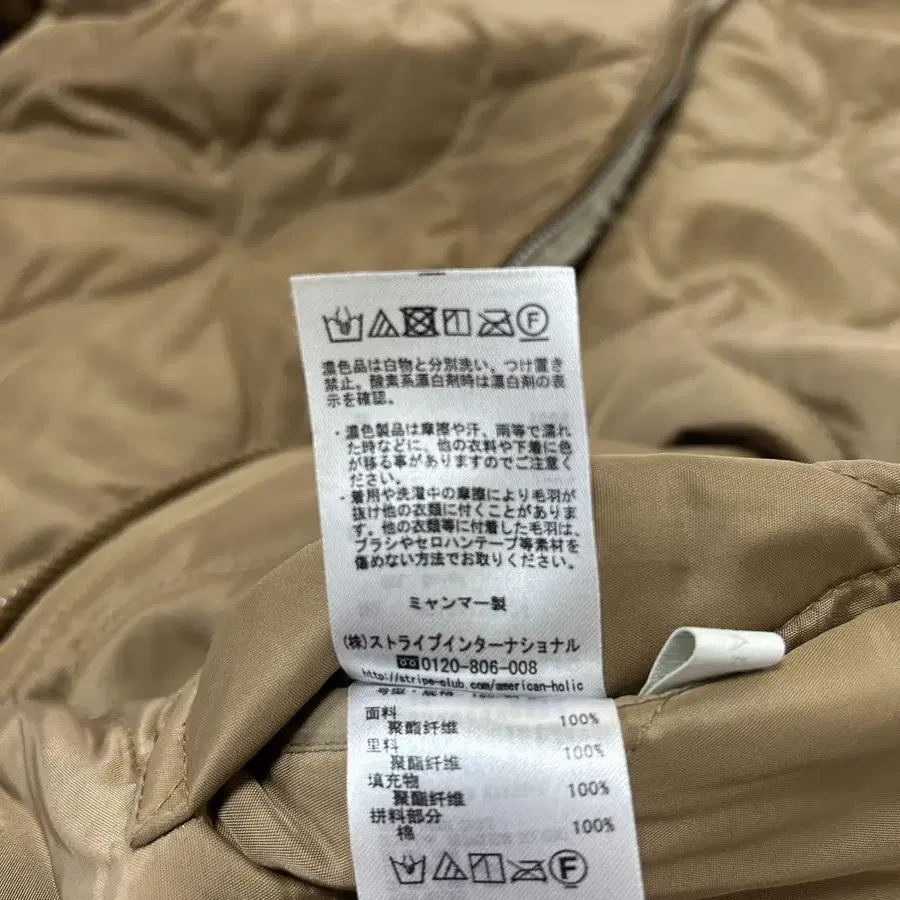 濃色品は白物と分別洗い、つけ置き
禁止。酸素系漂白剤時は漂白剤の表
示を確認。
・濃色製品は摩擦や汗、雨等で濡れ
た時などに、他の衣料や下着に色
が移る事がありますのでご注意く
ださい。
・着用や洗濯中の摩擦により毛羽が
抜け他の衣類に付くことがありま
す。他の衣類等に付着した毛羽は、
ブラシやセロハンテープ等素材を
傷めない方法でお取りください。
ミャンマー製
(株)ストライプインターナショナル
0120-806-008
http://stripe-club.com/american-holic
面料
聚酯纤维 100%
里料
聚酯纤维 100%
填充物
聚酯纤维 100%
拼料部分
棉 100%